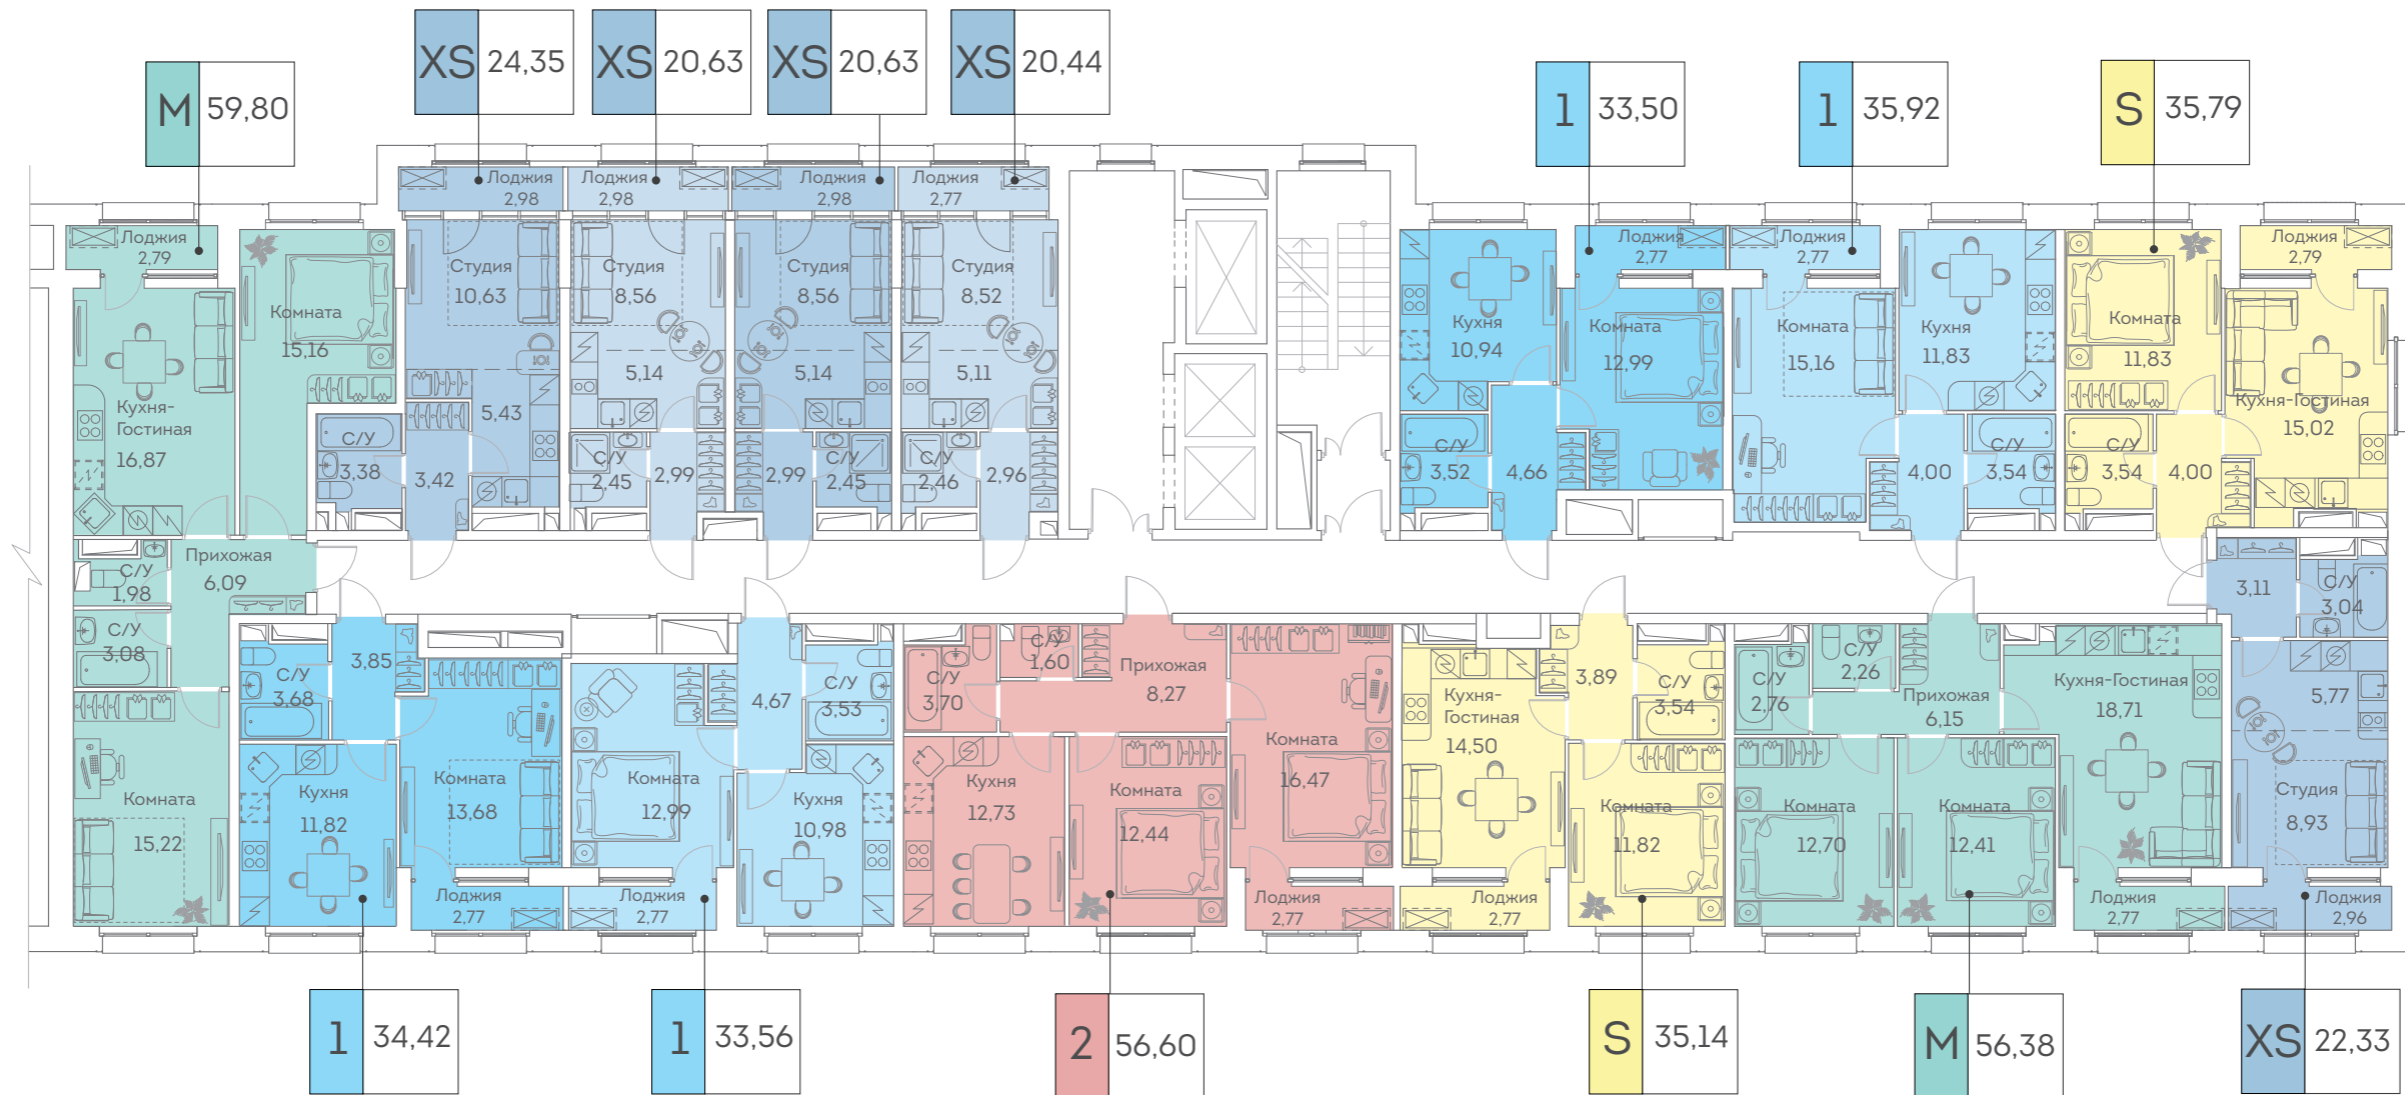 M 59,80
XS 24,35
XS 20,63
XS 20,63
XS 20,44
1 33,50
1 35,92
S 35,79
Лоджия
2,79
Комната
15,16
Кухня-
Гостиная
16,87
Прихожая
6,09
С/У
1,98
С/У
3,08
Комната
15,22
Лоджия
2,98
Студия
10,63
5,43
С/У
3,38
3,42
Лоджия
2,98
Студия
8,56
5,14
С/У
2,45
2,99
Лоджия
2,98
Студия
8,56
5,14
2,99
С/У
2,45
Лоджия
2,77
Студия
8,52
5,11
С/У
2,46
2,96
Кухня
10,94
Лоджия
2,77
Комната
12,99
С/У
3,52
4,66
Лоджия
2,77
Комната
15,16
Кухня
11,83
4,00
С/У
3,54
Комната
11,83
Лоджия
2,79
Кухня-Гостиная
15,02
С/У
3,54
4,00
3,11
С/У
3,04
5,77
Студия
8,93
Лоджия
2,96
С/У
3,68
3,85
Кухня
11,82
Комната
13,68
Лоджия
2,77
Комната
12,99
4,67
С/У
3,53
Кухня
10,98
Лоджия
2,77
С/У
3,70
С/У
1,60
Прихожая
8,27
Кухня
12,73
Комната
12,44
Комната
16,47
Лоджия
2,77
Кухня-
Гостиная
14,50
3,89
С/У
3,54
Комната
11,82
Лоджия
2,77
С/У
2,76
С/У
2,26
Прихожая
6,15
Кухня-Гостиная
18,71
Комната
12,70
Комната
12,41
Лоджия
2,77
1 34,42
1 33,56
2 56,60
S 35,14
M 56,38
XS 22,33